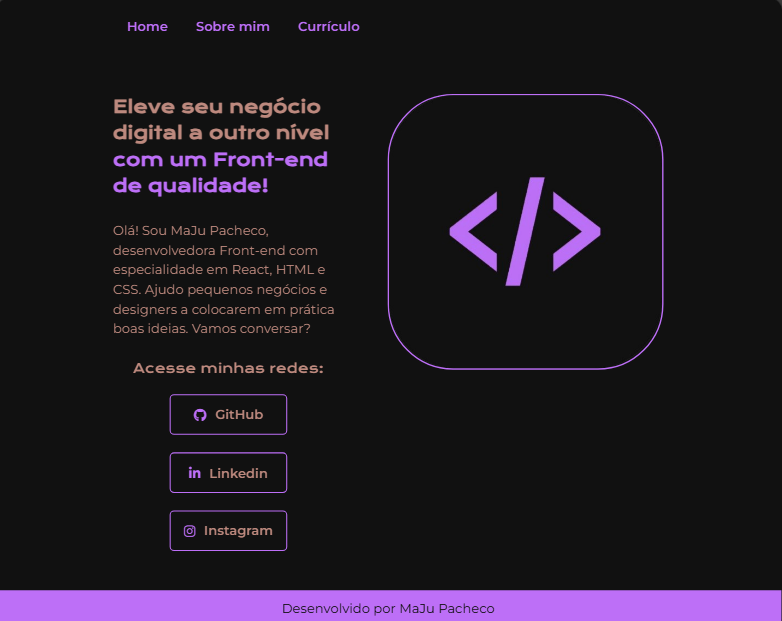 Home Sobre mim Currículo
Eleve seu negócio
digital a outro nível
com um Front-end
de qualidade!
Olá! Sou MaJu Pacheco,
desenvolvedora Front-end com
especialidade em React, HTML e
CSS. Ajudo pequenos negócios e
designers a colocarem em prática
boas ideias. Vamos conversar?
</>
Acesse minhas redes:
GitHub
Linkedin
Instagram
Desenvolvido por MaJu Pacheco